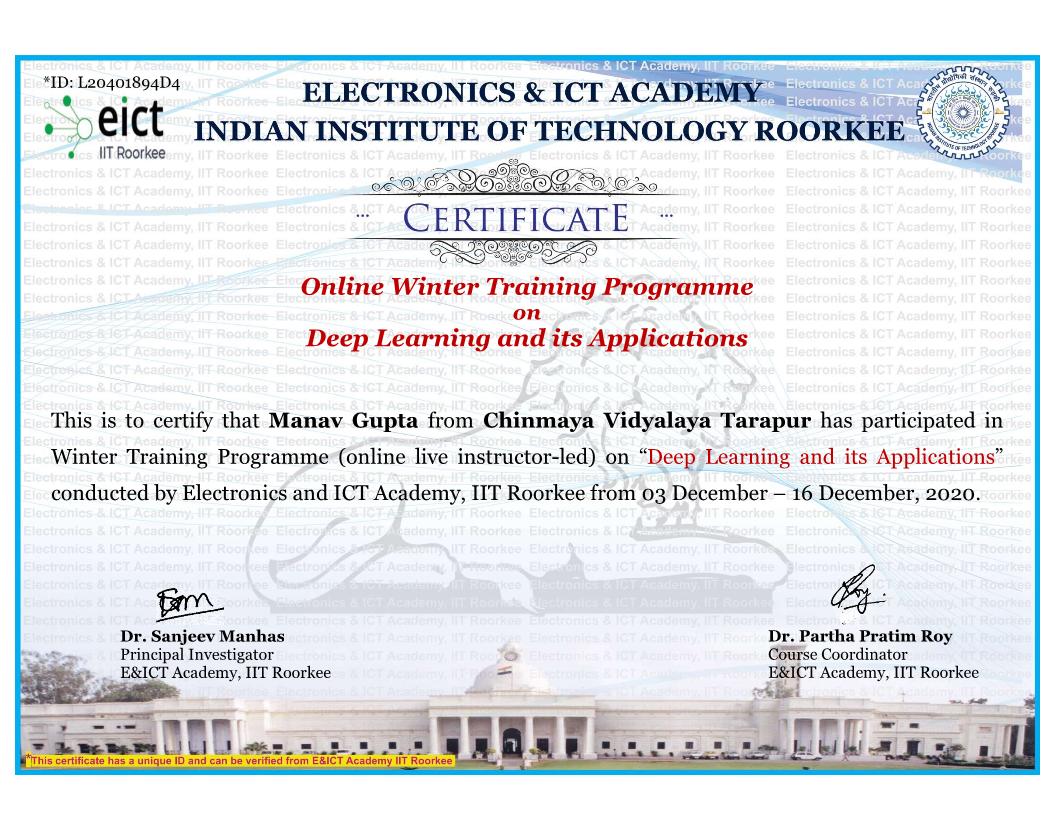 *ID: L20401894D4
eict
IIT Roorkee
ELECTRONICS & ICT ACADEMY
INDIAN INSTITUTE OF TECHNOLOGY ROORKEE
... CERTIFICATE ...
Online Winter Training Programme
on
Deep Learning and its Applications
This is to certify that Manav Gupta from Chinmaya Vidyalaya Tarapur has participated in
Winter Training Programme (online live instructor-led) on “Deep Learning and its Applications”
conducted by Electronics and ICT Academy, IIT Roorkee from 03 December – 16 December, 2020.
Dr. Sanjeev Manhas
Principal Investigator
E&ICT Academy, IIT Roorkee
Dr. Partha Pratim Roy
Course Coordinator
E&ICT Academy, IIT Roorkee
*This certificate has a unique ID and can be verified from E&ICT Academy IIT Roorkee